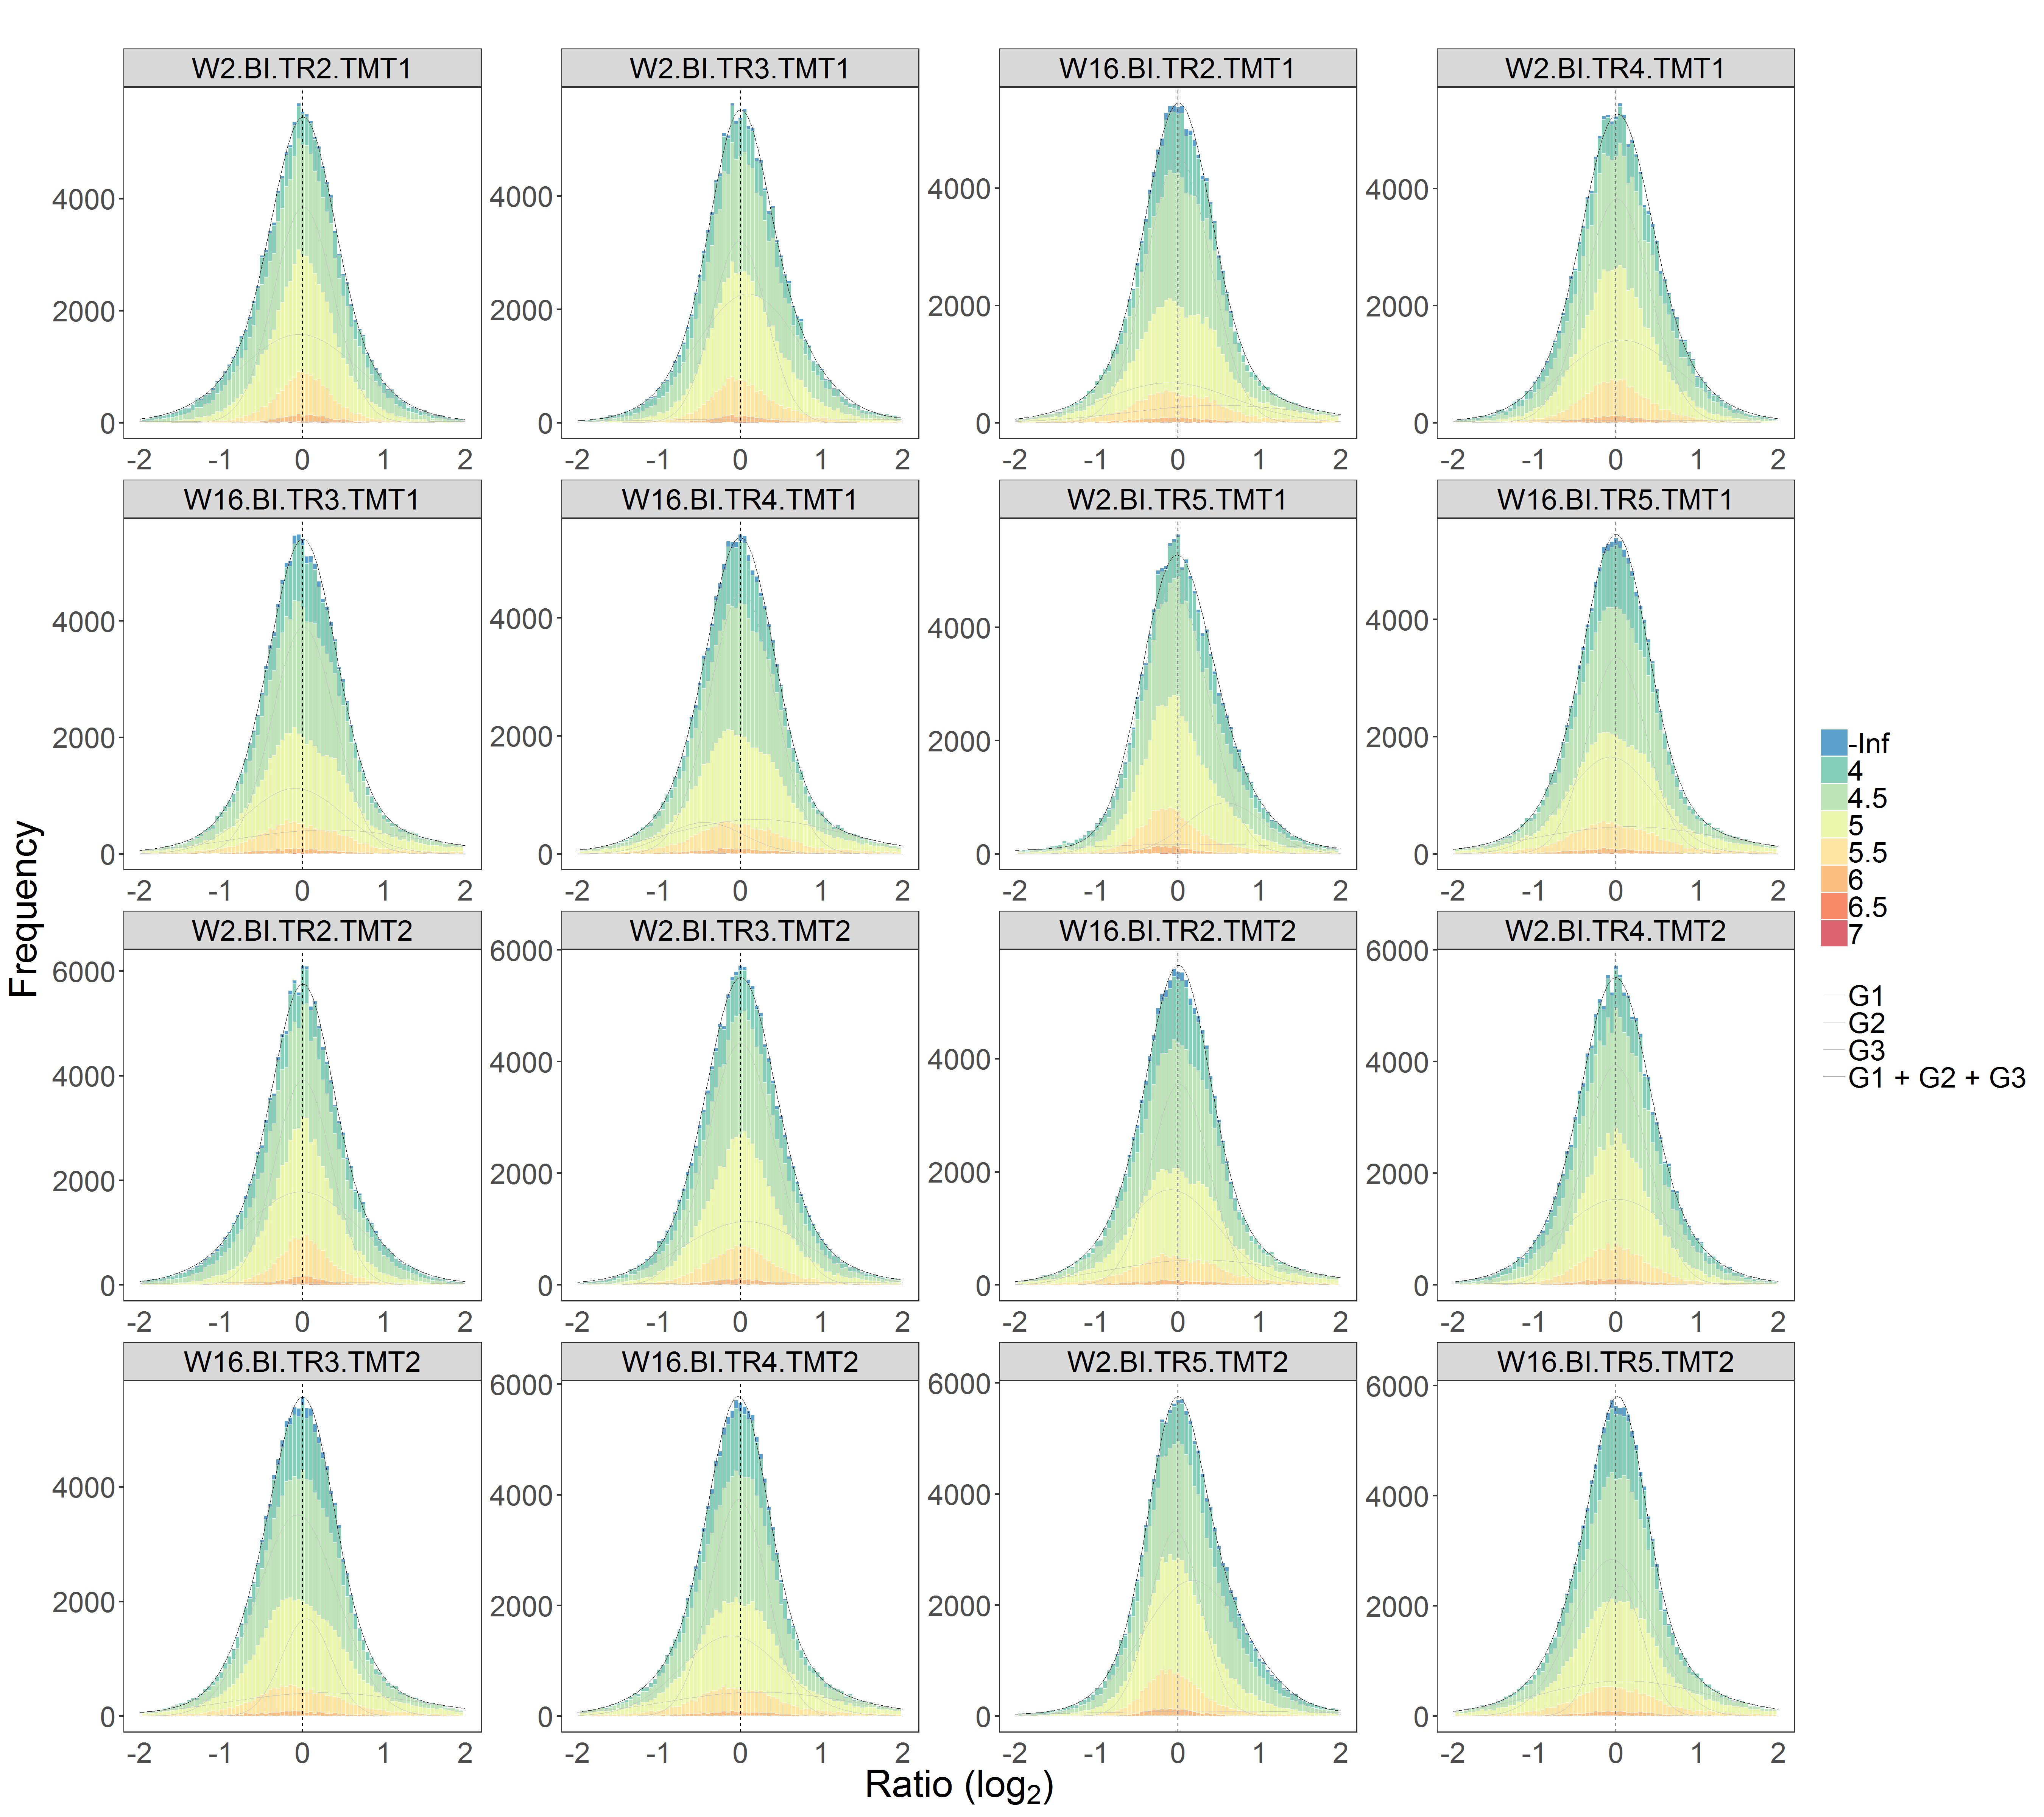 W2.BI.TR2.TMT1
W2.BI.TR3.TMT1
W16.BI.TR2.TMT1
W2.BI.TR4.TMT1
4000
2000
0
-2 -1 0 1 2
4000
2000
0
-2 -1 0 1 2
4000
2000
0
-2 -1 0 1 2
4000
2000
0
-2 -1 0 1 2
W16.BI.TR3.TMT1
W16.BI.TR4.TMT1
W2.BI.TR5.TMT1
W16.BI.TR5.TMT1
4000
2000
0
-2 -1 0 1 2
4000
2000
0
-2 -1 0 1 2
4000
2000
0
-2 -1 0 1 2
4000
2000
0
-2 -1 0 1 2
W2.BI.TR2.TMT2
W2.BI.TR3.TMT2
W16.BI.TR2.TMT2
W2.BI.TR4.TMT2
6000
4000
2000
0
-2 -1 0 1 2
6000
4000
2000
0
-2 -1 0 1 2
4000
2000
0
-2 -1 0 1 2
6000
4000
2000
0
-2 -1 0 1 2
W16.BI.TR3.TMT2
W16.BI.TR4.TMT2
W2.BI.TR5.TMT2
W16.BI.TR5.TMT2
4000
2000
0
-2 -1 0 1 2
6000
4000
2000
0
-2 -1 0 1 2
6000
4000
2000
0
-2 -1 0 1 2
6000
4000
2000
0
-2 -1 0 1 2
Frequency
Ratio (log₂)
-Inf
4
4.5
5
5.5
6
6.5
7
G1
G2
G3
G1 + G2 + G3